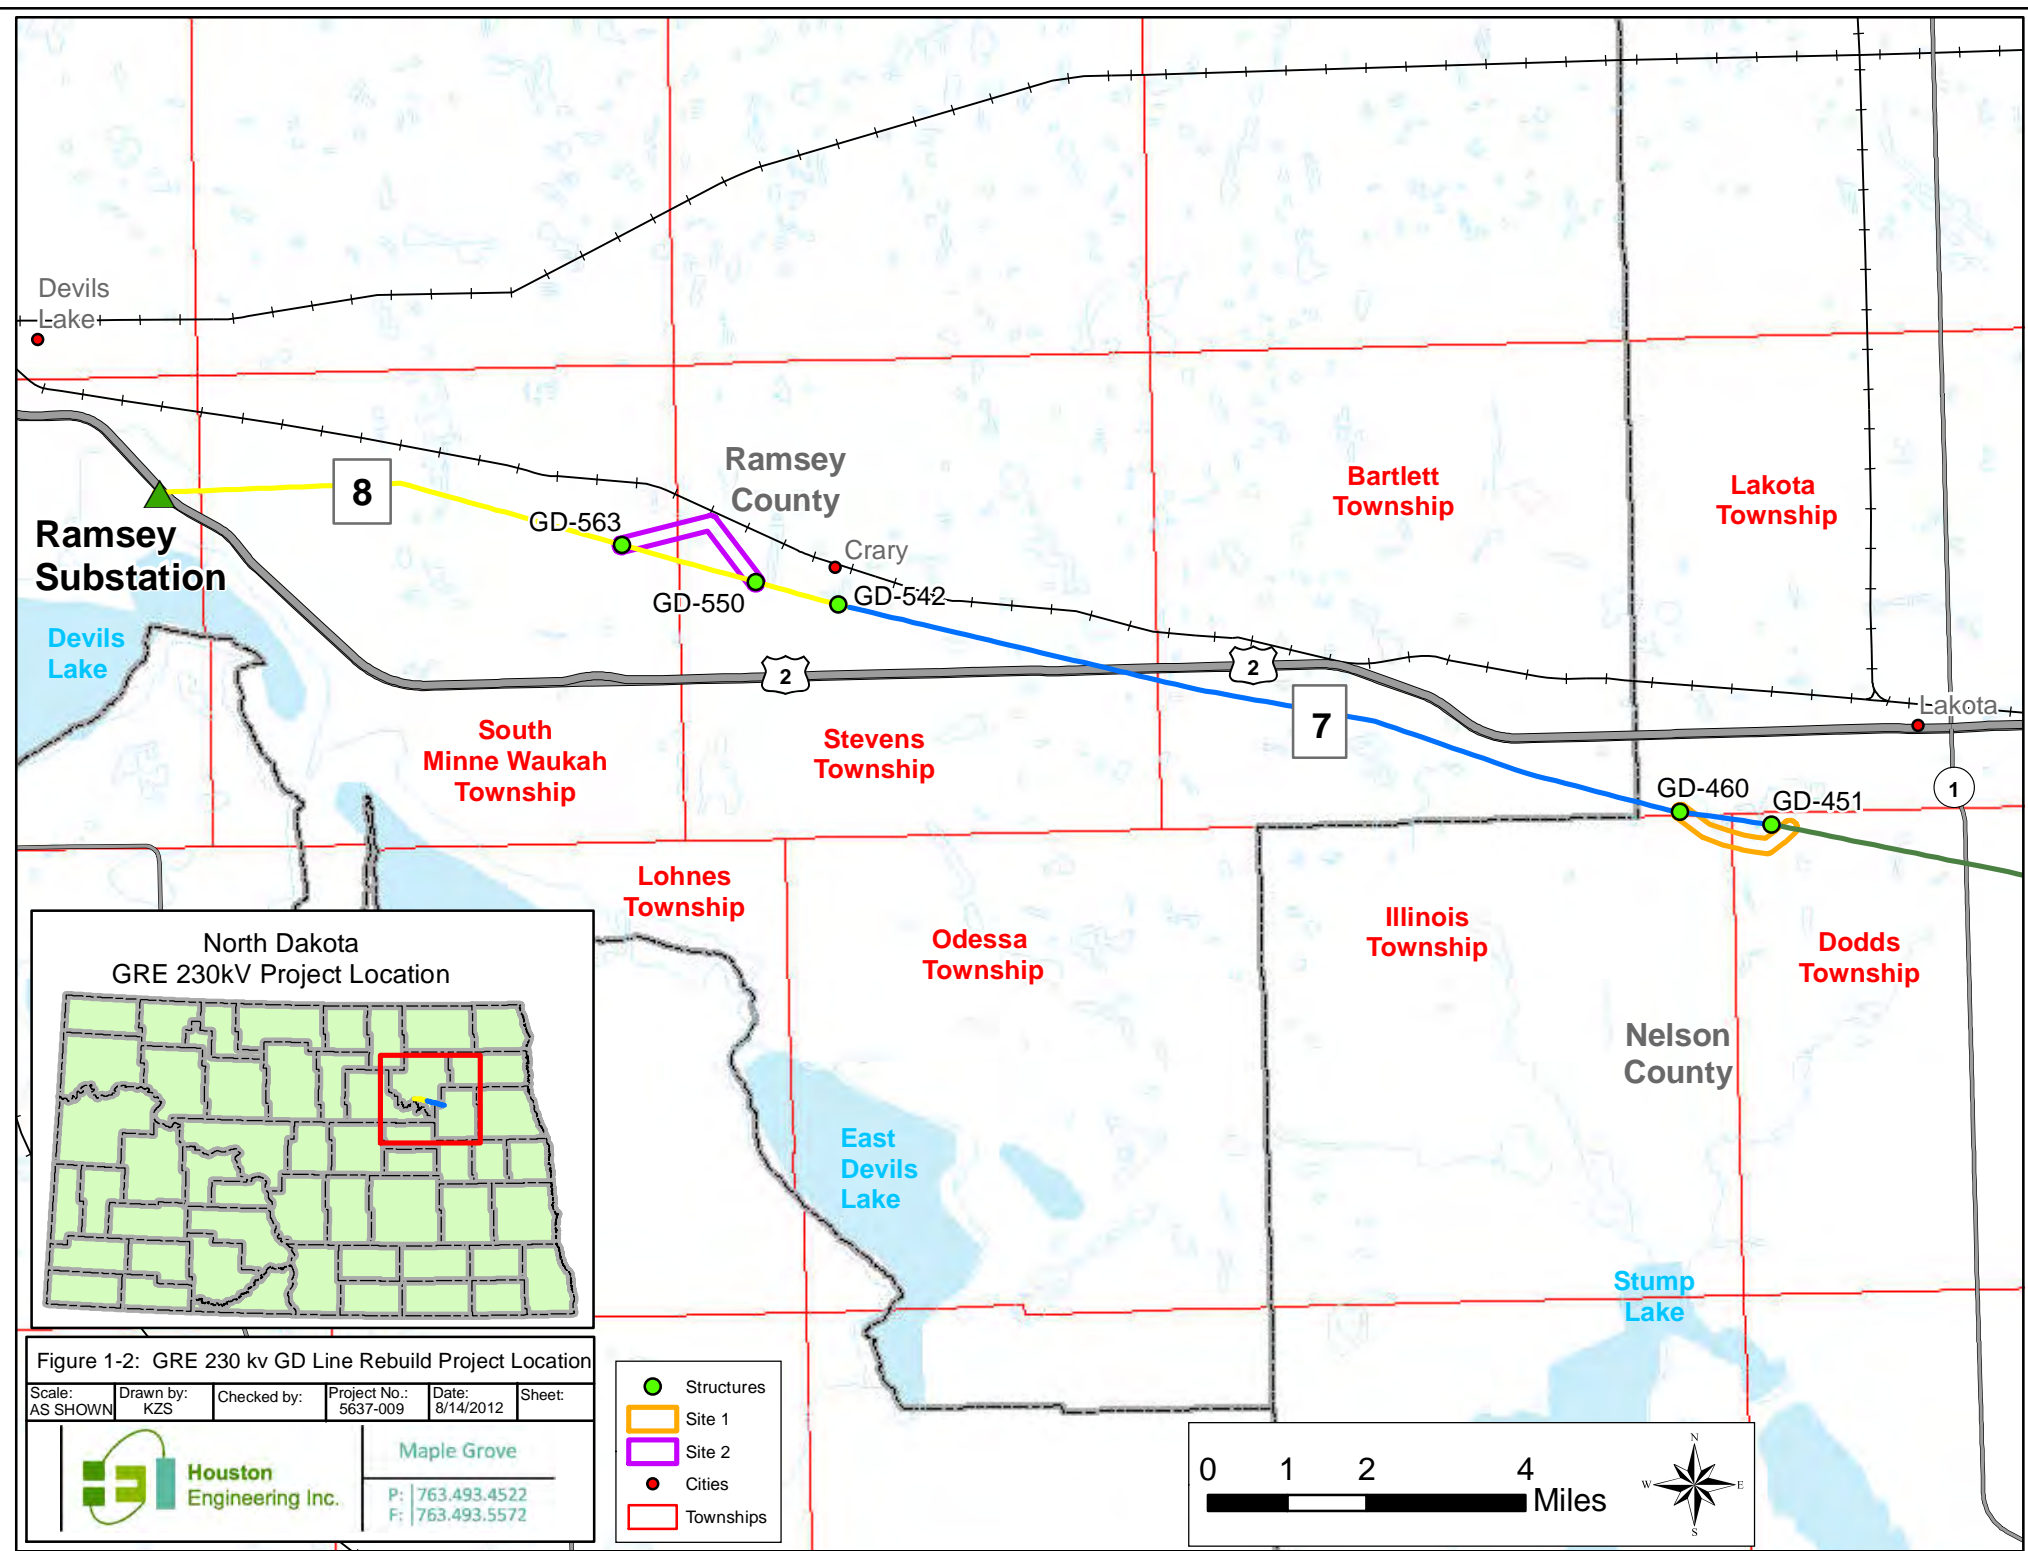 Devils
Lake
Ramsey
County
8
Bartlett
Township
Lakota
Township
GD-563
Ramsey
Substation
Crary
GD-550
GD-542
Devils
Lake
2
2
Lakota
7
South
Minne Waukah
Township
Stevens
Township
GD-460
GD-451
1
Lohnes
Township
Odessa
Township
Illinois
Township
Dodds
Township
North Dakota
GRE 230kV Project Location
Nelson
County
East
Devils
Lake
Stump
Lake
Figure 1-2: GRE 230 kv GD Line Rebuild Project Location
Scale:
AS SHOWN
Drawn by:
KZS
Checked by:
Project No.:
5637-009
Date:
8/14/2012
Sheet:
Houston
Engineering Inc.
Maple Grove
P: 763.493.4522
F: 763.493.5572
Structures
Site 1
Site 2
Cities
Townships
0 1 2 4
Miles
N
W E
S